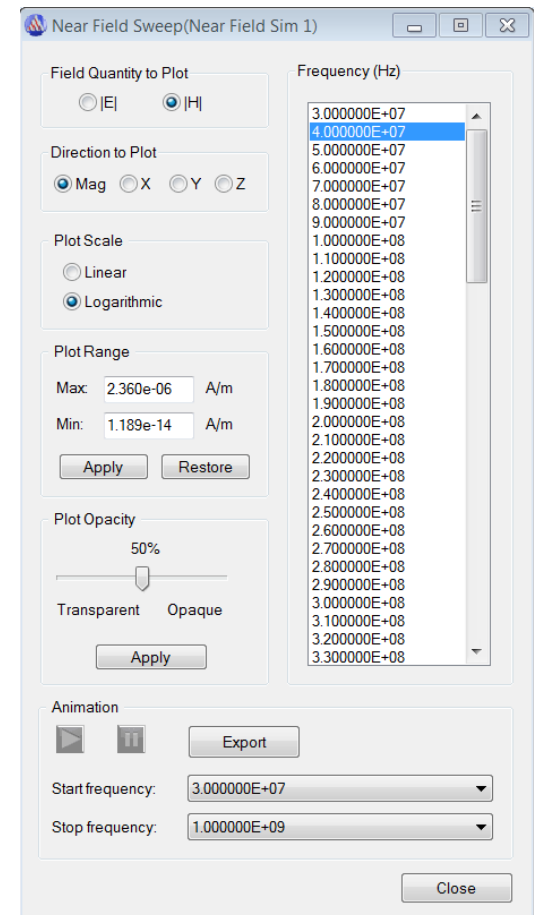 Near Field Sweep(Near Field Sim 1)
Field Quantity to Plot
|E| |H|
Direction to Plot
Mag X Y Z
Plot Scale
Linear
Logarithmic
Plot Range
Max: 2.360e-06 A/m
Min: 1.189e-14 A/m
Apply Restore
Plot Opacity
50%
Transparent Opaque
Apply
Frequency (Hz)
3.000000E+07
4.000000E+07
5.000000E+07
6.000000E+07
7.000000E+07
8.000000E+07
9.000000E+07
1.000000E+08
1.100000E+08
1.200000E+08
1.300000E+08
1.400000E+08
1.500000E+08
1.600000E+08
1.700000E+08
1.800000E+08
1.900000E+08
2.000000E+08
2.100000E+08
2.200000E+08
2.300000E+08
2.400000E+08
2.500000E+08
2.600000E+08
2.700000E+08
2.800000E+08
2.900000E+08
3.000000E+08
3.100000E+08
3.200000E+08
3.300000E+08
Animation
Export
Start frequency: 3.000000E+07
Stop frequency: 1.000000E+09
Close